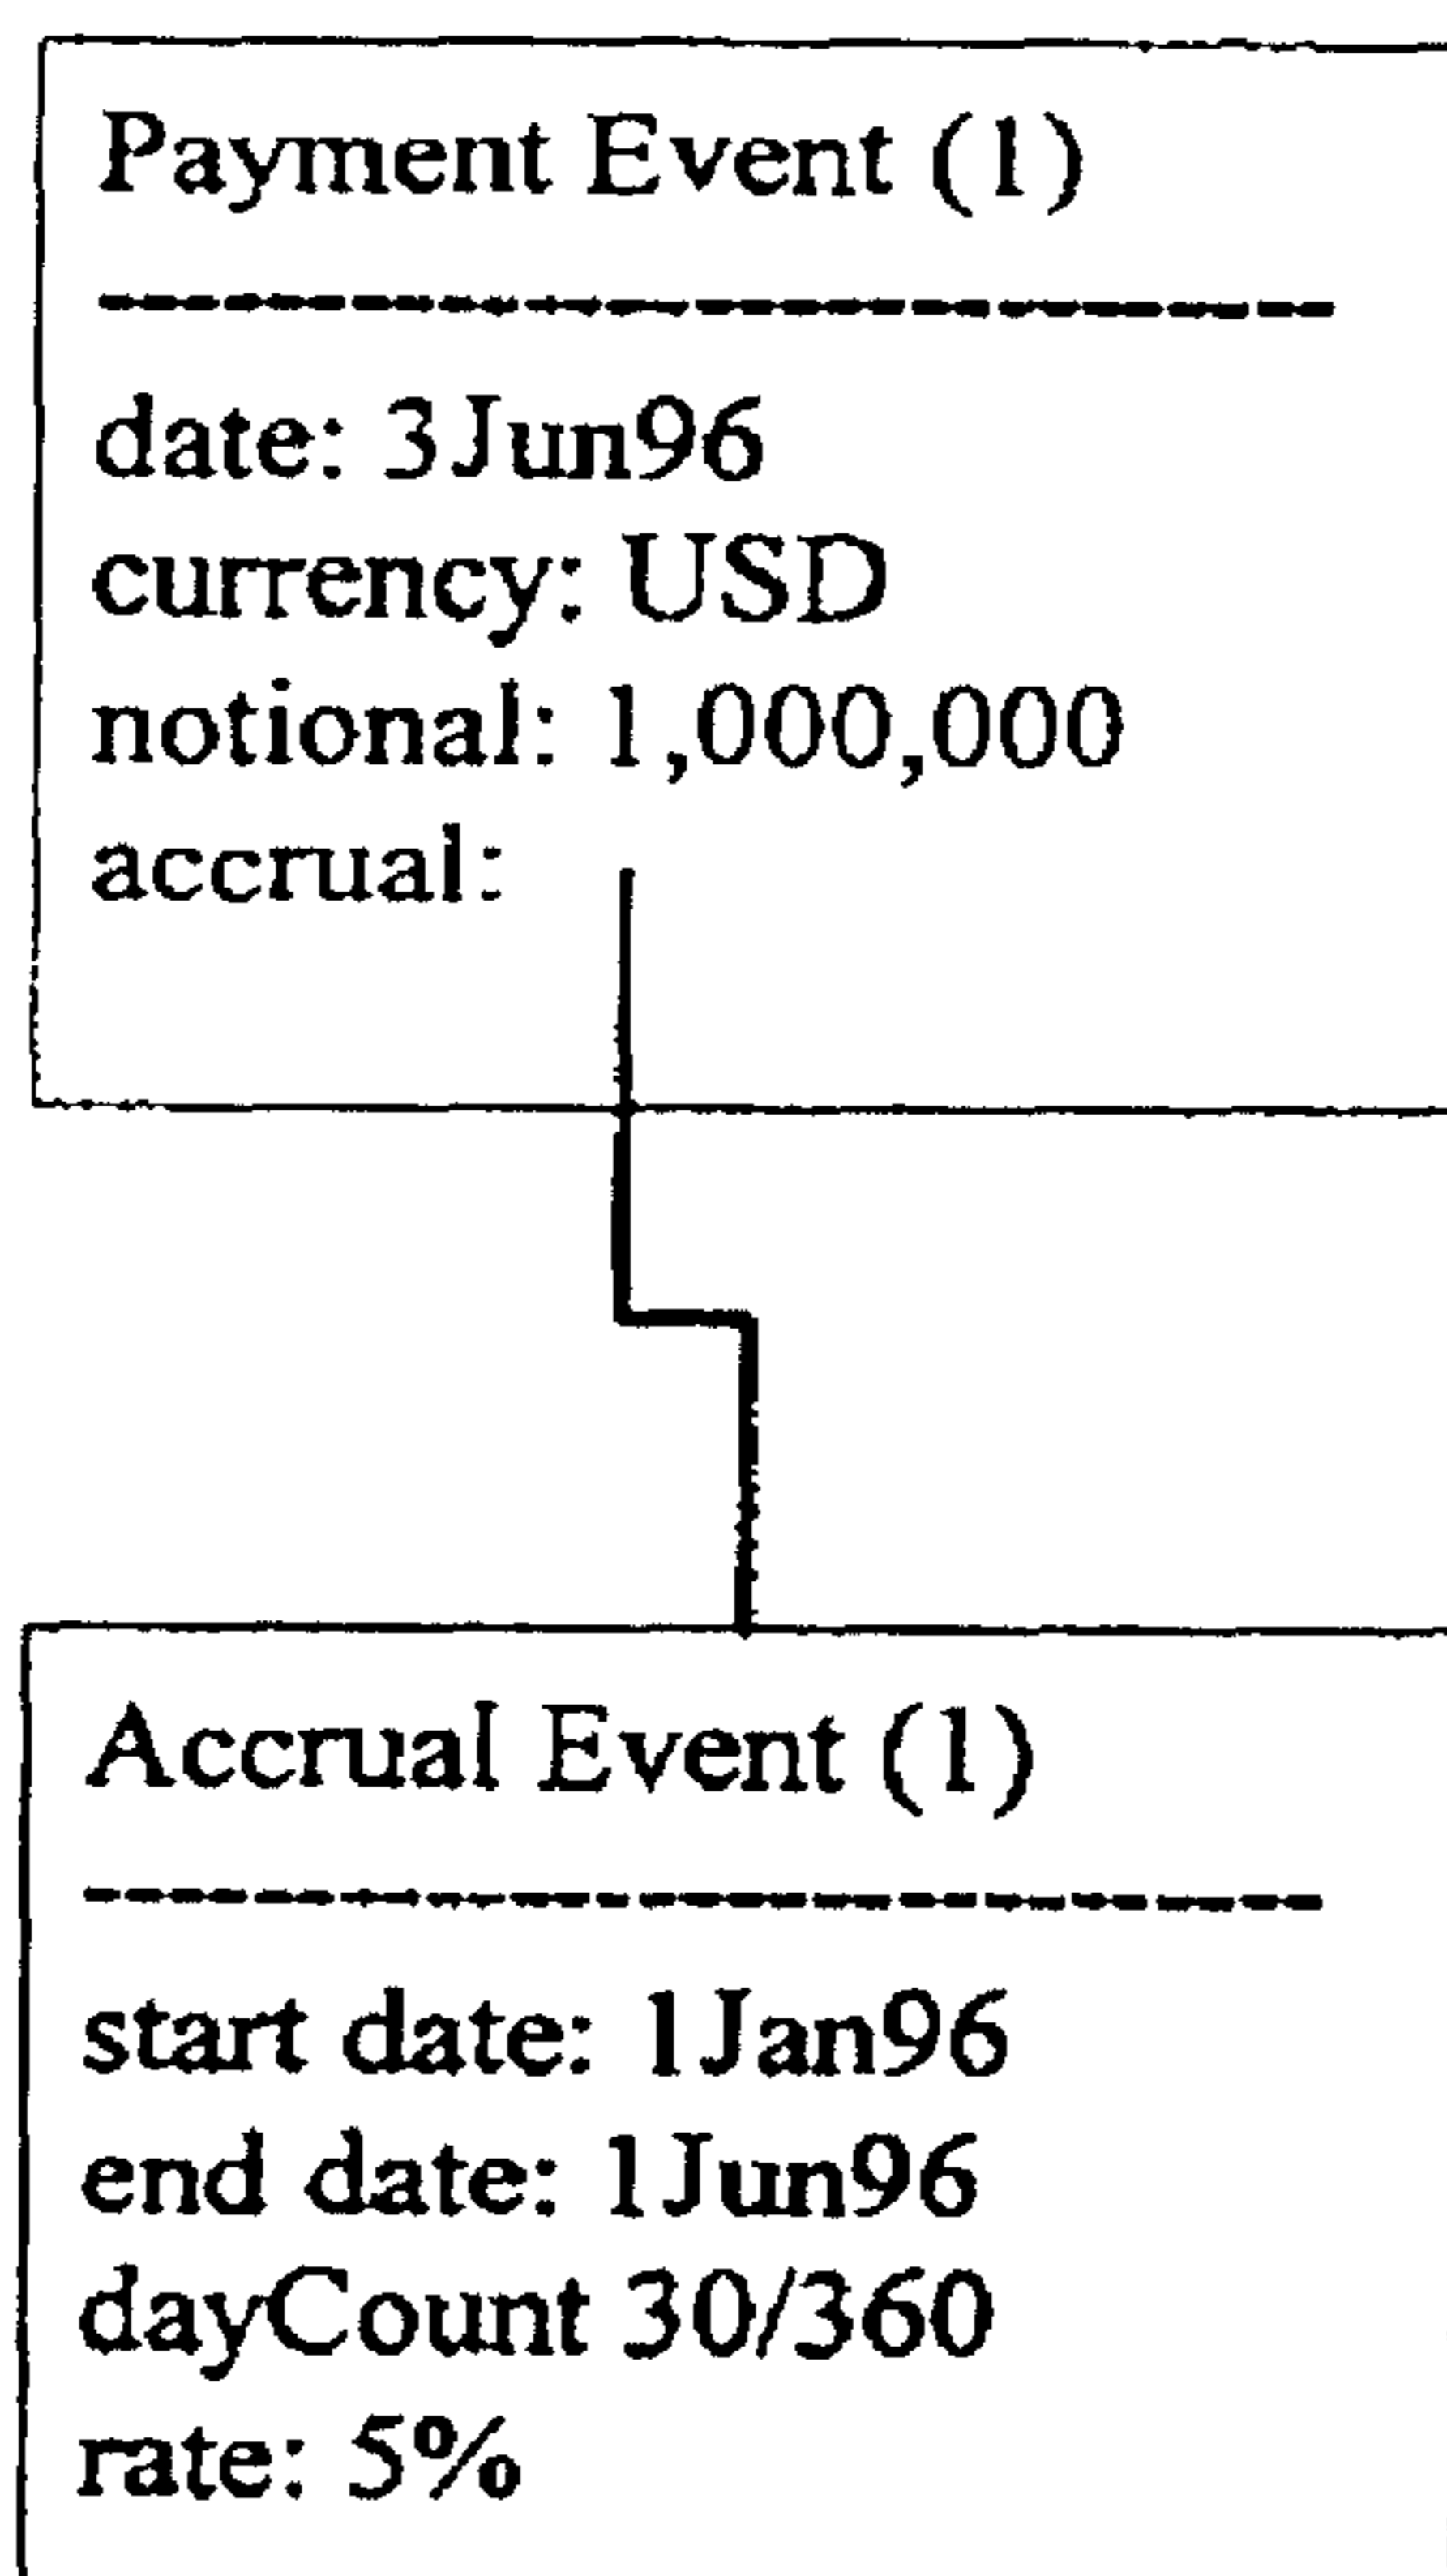 Payment Event (1)
--------------------------
date: 3Jun96
currency: USD
notional: 1,000,000
accrual:
Accrual Event (1)
--------------------------
start date: 1Jan96
end date: 1Jun96
dayCount 30/360
rate: 5%